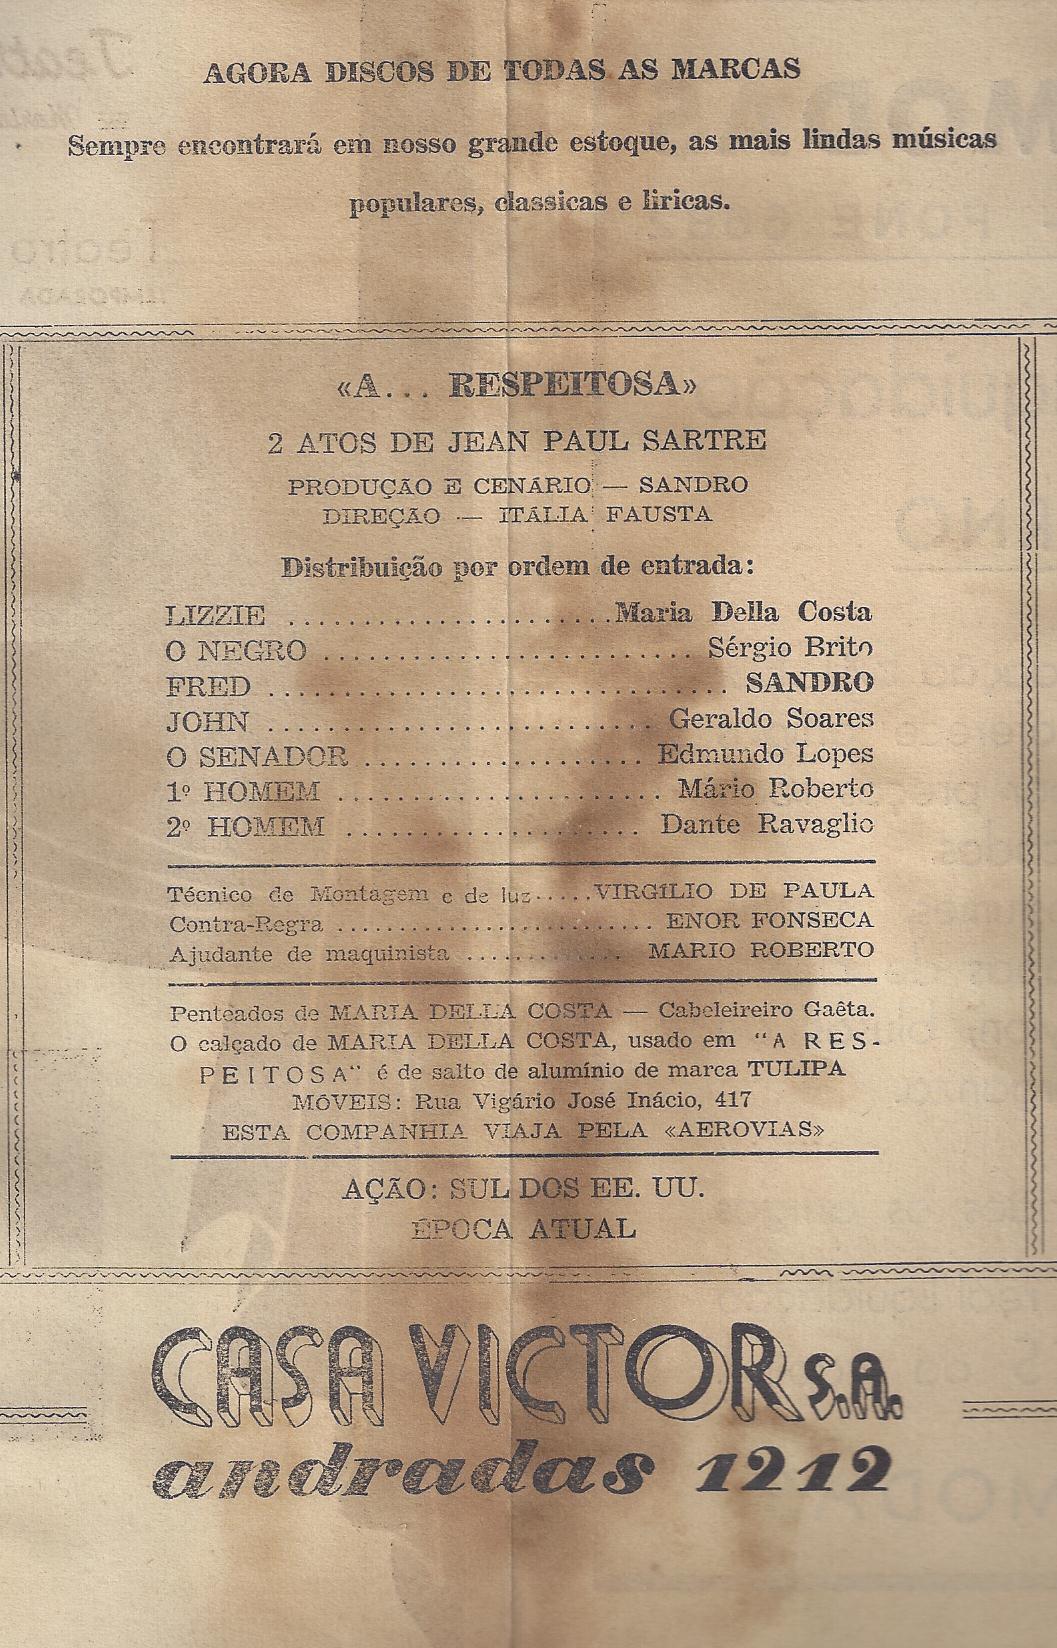 AGORA DISCOS DE TODAS AS MARCAS
Sempre encontrará em nosso grande estoque, as mais lindas músicas
populares, classicas e liricas.
«A... RESPEITOSA»
2 ATOS DE JEAN PAUL SARTRE
PRODUÇÃO E CENÁRIO — SANDRO
DIREÇÃO — ITÁLIA FAUSTA
Distribuição por ordem de entrada:
LIZZIE ........................Maria Della Costa
O NEGRO ........................... Sérgio Brito
FRED ................................. SANDRO
JOHN ............................ Geraldo Soares
O SENADOR .................... Edmundo Lopes
1º HOMEM ....................... Mário Roberto
2º HOMEM ..................... Dante Ravaglio
Técnico de Montagem e de luz.....VIRGÍLIO DE PAULA
Contra-Regra ......................... ENOR FONSECA
Ajudante de maquinista ............ MARIO ROBERTO
Penteados de MARIA DELLA COSTA — Cabeleireiro Gaêta.
O calçado de MARIA DELLA COSTA, usado em "A RES-
PEITOSA" é de salto de alumínio de marca TULIPA
MÓVEIS: Rua Vigário José Inácio, 417
ESTA COMPANHIA VIAJA PELA «AEROVIAS»
AÇÃO: SUL DOS EE. UU.
ÉPOCA ATUAL
CASA VICTOR S.A.
andradas 1212